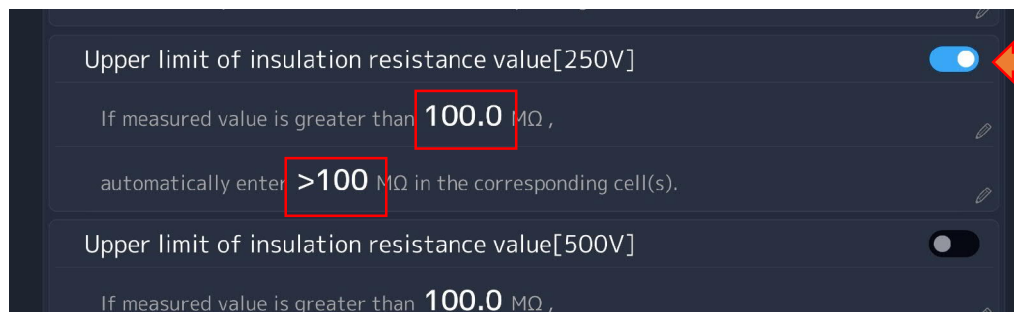 Upper limit of insulation resistance value[250V]
If measured value is greater than 100.0 MΩ ,
automatically enter >100 MΩ in the corresponding cell(s).
Upper limit of insulation resistance value[500V]
If measured value is greater than 100.0 MΩ ,